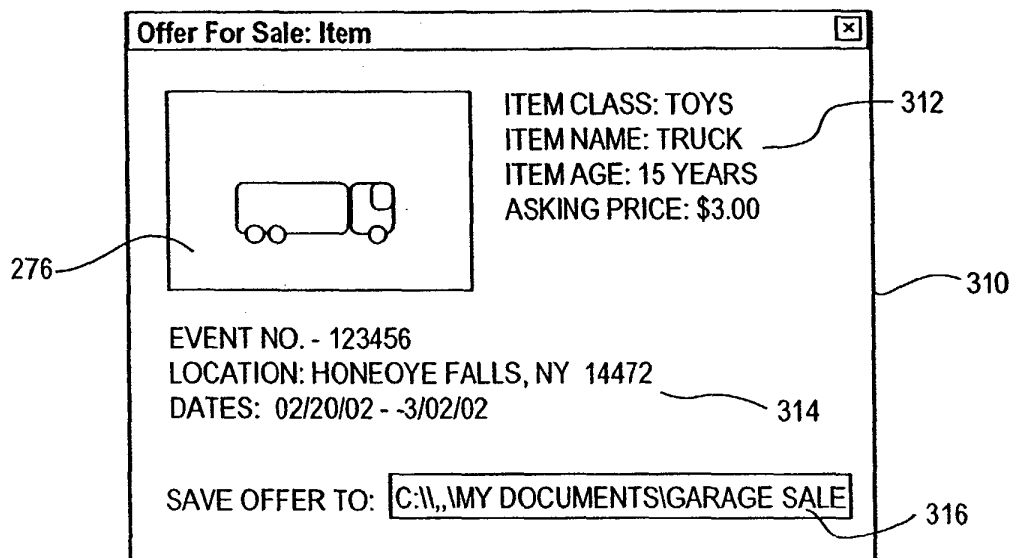 Offer For Sale: Item
ITEM CLASS: TOYS
312
ITEM NAME: TRUCK
ITEM AGE: 15 YEARS
ASKING PRICE: $3.00
276
310
EVENT NO. - 123456
LOCATION: HONEOYE FALLS, NY 14472
DATES: 02/20/02 - -3/02/02
314
SAVE OFFER TO: C:\\,,\MY DOCUMENTS\GARAGE SALE
316